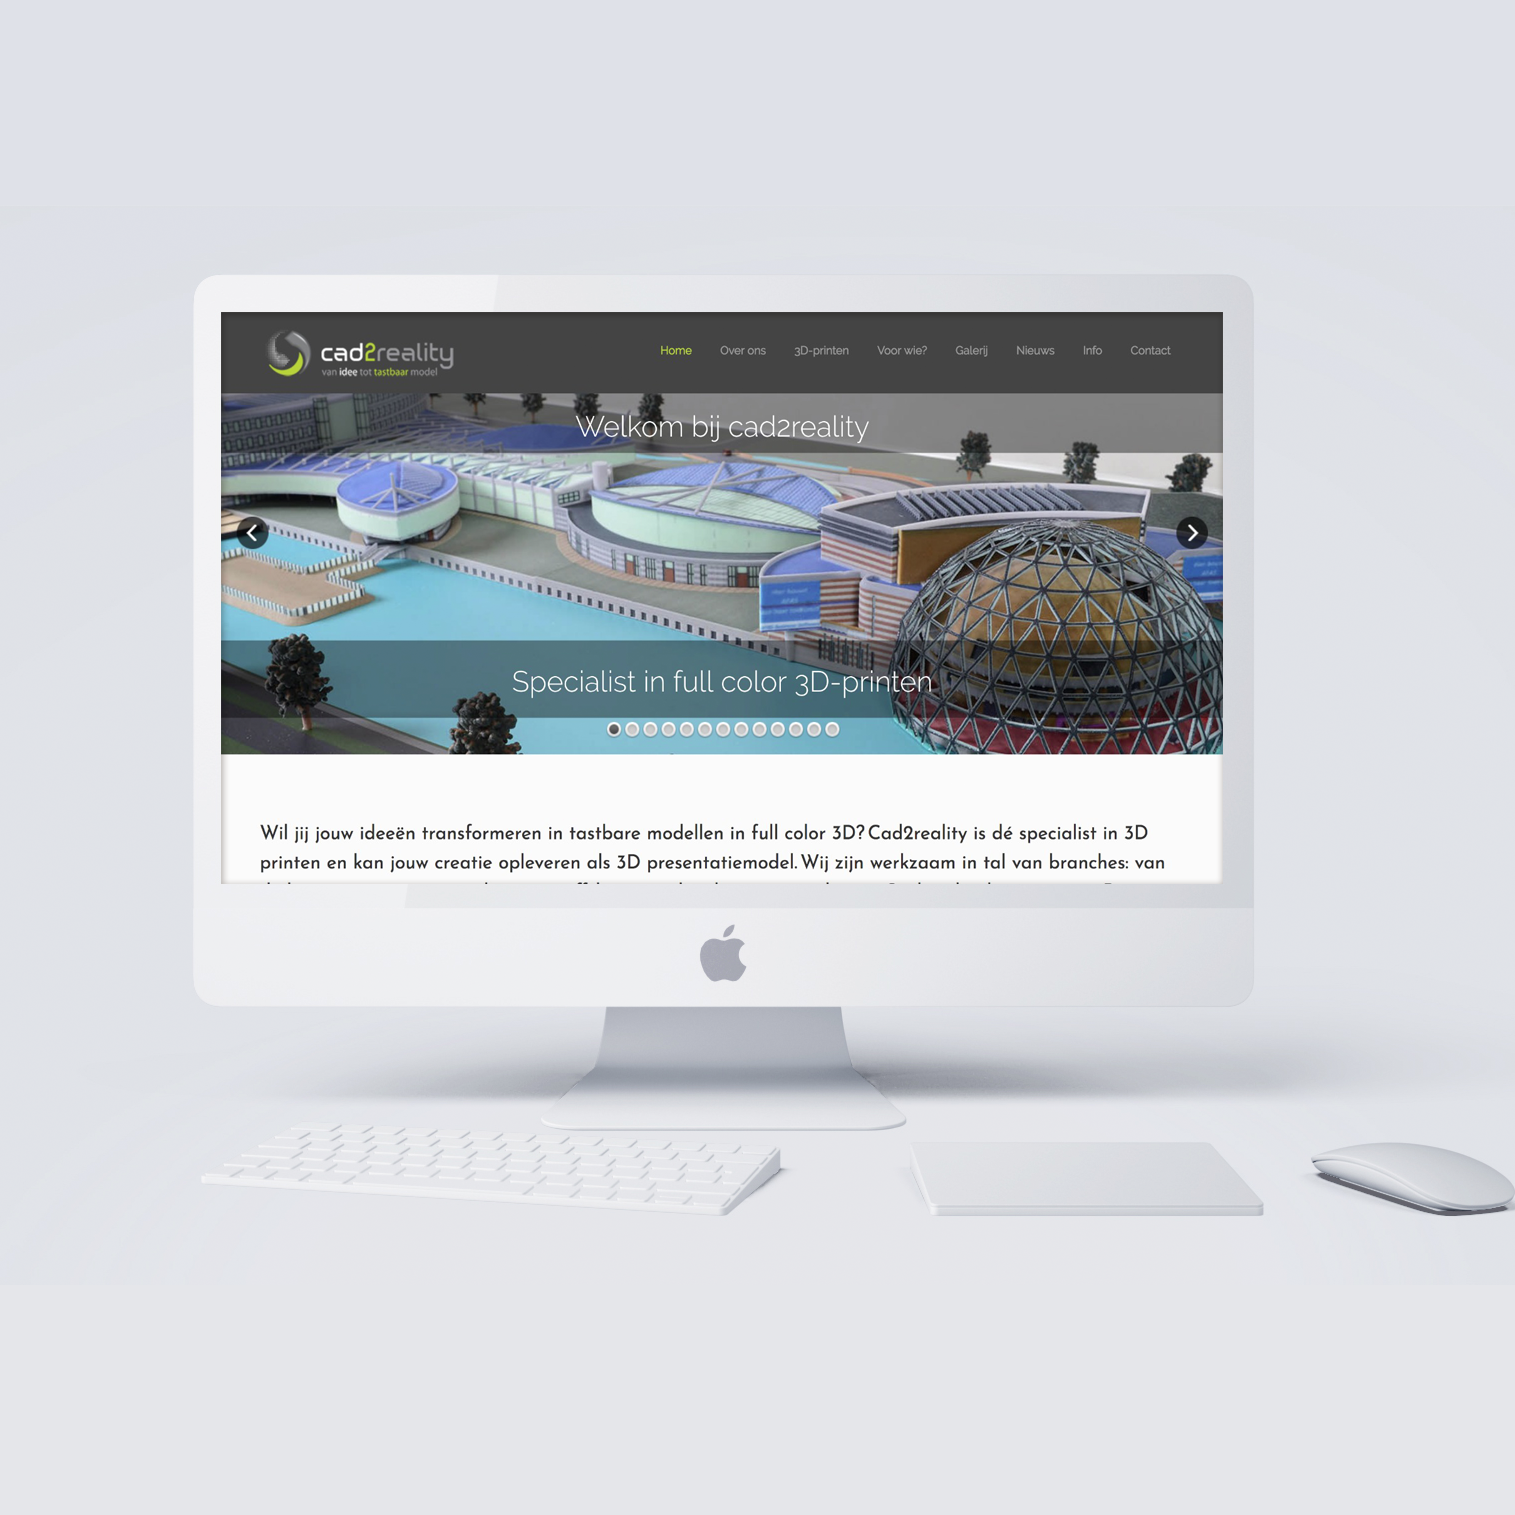 cad2reality
van idee tot tastbaar model
Home Over ons 3D-printen Voor wie? Galerij Nieuws Info Contact
Welkom bij cad2reality
Specialist in full color 3D-printen
Wil jij jouw ideeën transformeren in tastbare modellen in full color 3D? Cad2reality is dé specialist in 3D
printen en kan jouw creatie opleveren als 3D presentatiemodel. Wij zijn werkzaam in tal van branches: van